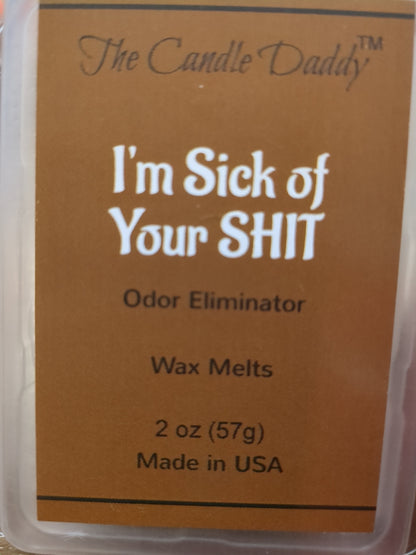 The Candle Daddy™
I'm Sick of
Your SHIT
Odor Eliminator
Wax Melts
2 oz (57g)
Made in USA